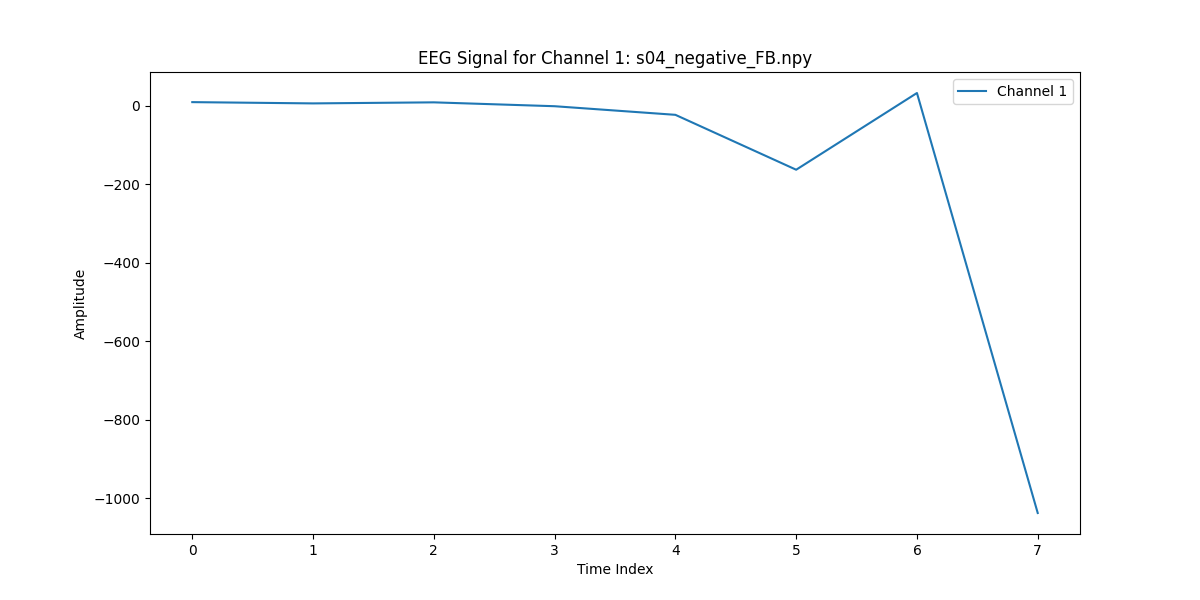 EEG Signal for Channel 1: s04_negative_FB.npy
Channel 1
0
−200
−400
−600
−800
−1000
Amplitude
0 1 2 3 4 5 6 7
Time Index